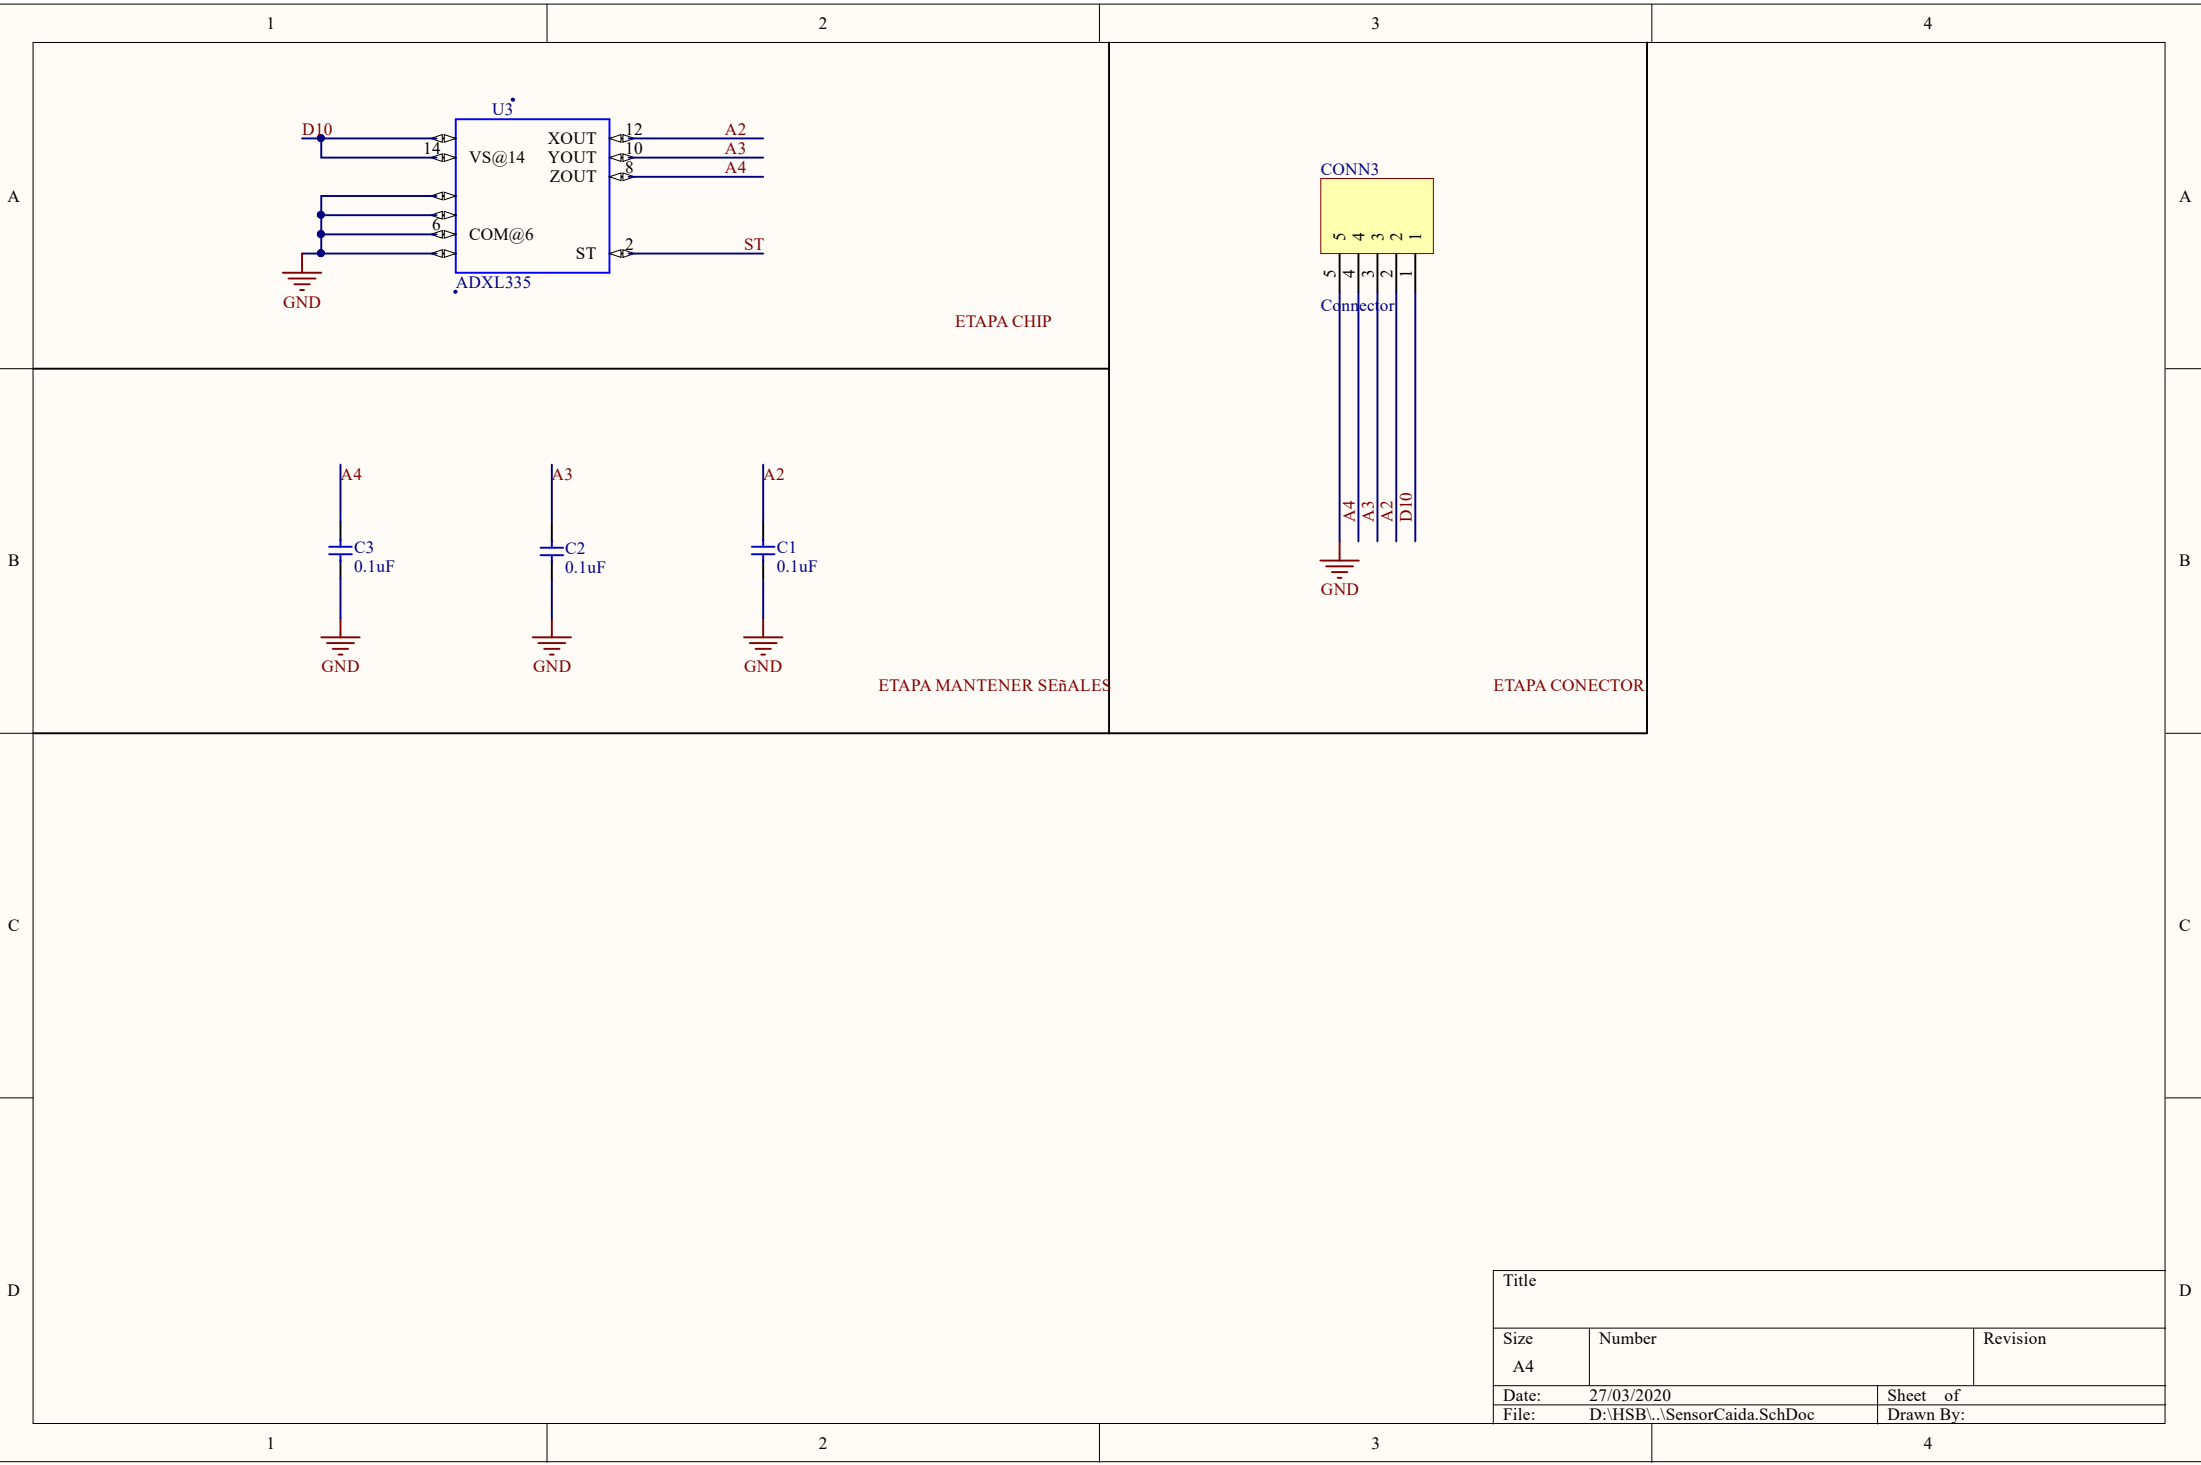 1 2 3 4
A A
B B
C C
D D
U3
D10
14
VS@14
XOUT 12 A2
YOUT 10 A3
ZOUT 8 A4
6
COM@6
ST 2 ST
ADXL335
GND
ETAPA CHIP
CONN3
5 4 3 2 1
5 4 3 2 1
Connector
A4 A3 A2 D10
GND
ETAPA CONECTOR
A4
C3
0.1uF
GND
A3
C2
0.1uF
GND
A2
C1
0.1uF
GND
ETAPA MANTENER SEñALES
Title
Size Number Revision
A4
Date: 27/03/2020 Sheet of
File: D:\HSB\..\SensorCaida.SchDoc Drawn By:
1 2 3 4